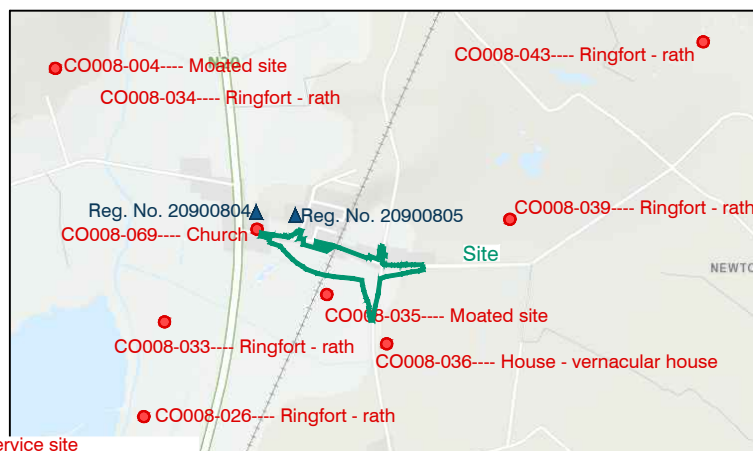 CO008-043---- Ringfort - rath
N20
CO008-004---- Moated site
CO008-034---- Ringfort - rath
Reg. No. 20900804
Reg. No. 20900805
CO008-039---- Ringfort - rath
CO008-069---- Church
Site
NEWTO
CO008-035---- Moated site
CO008-033---- Ringfort - rath
CO008-036---- House - vernacular house
CO008-026---- Ringfort - rath
ervice site